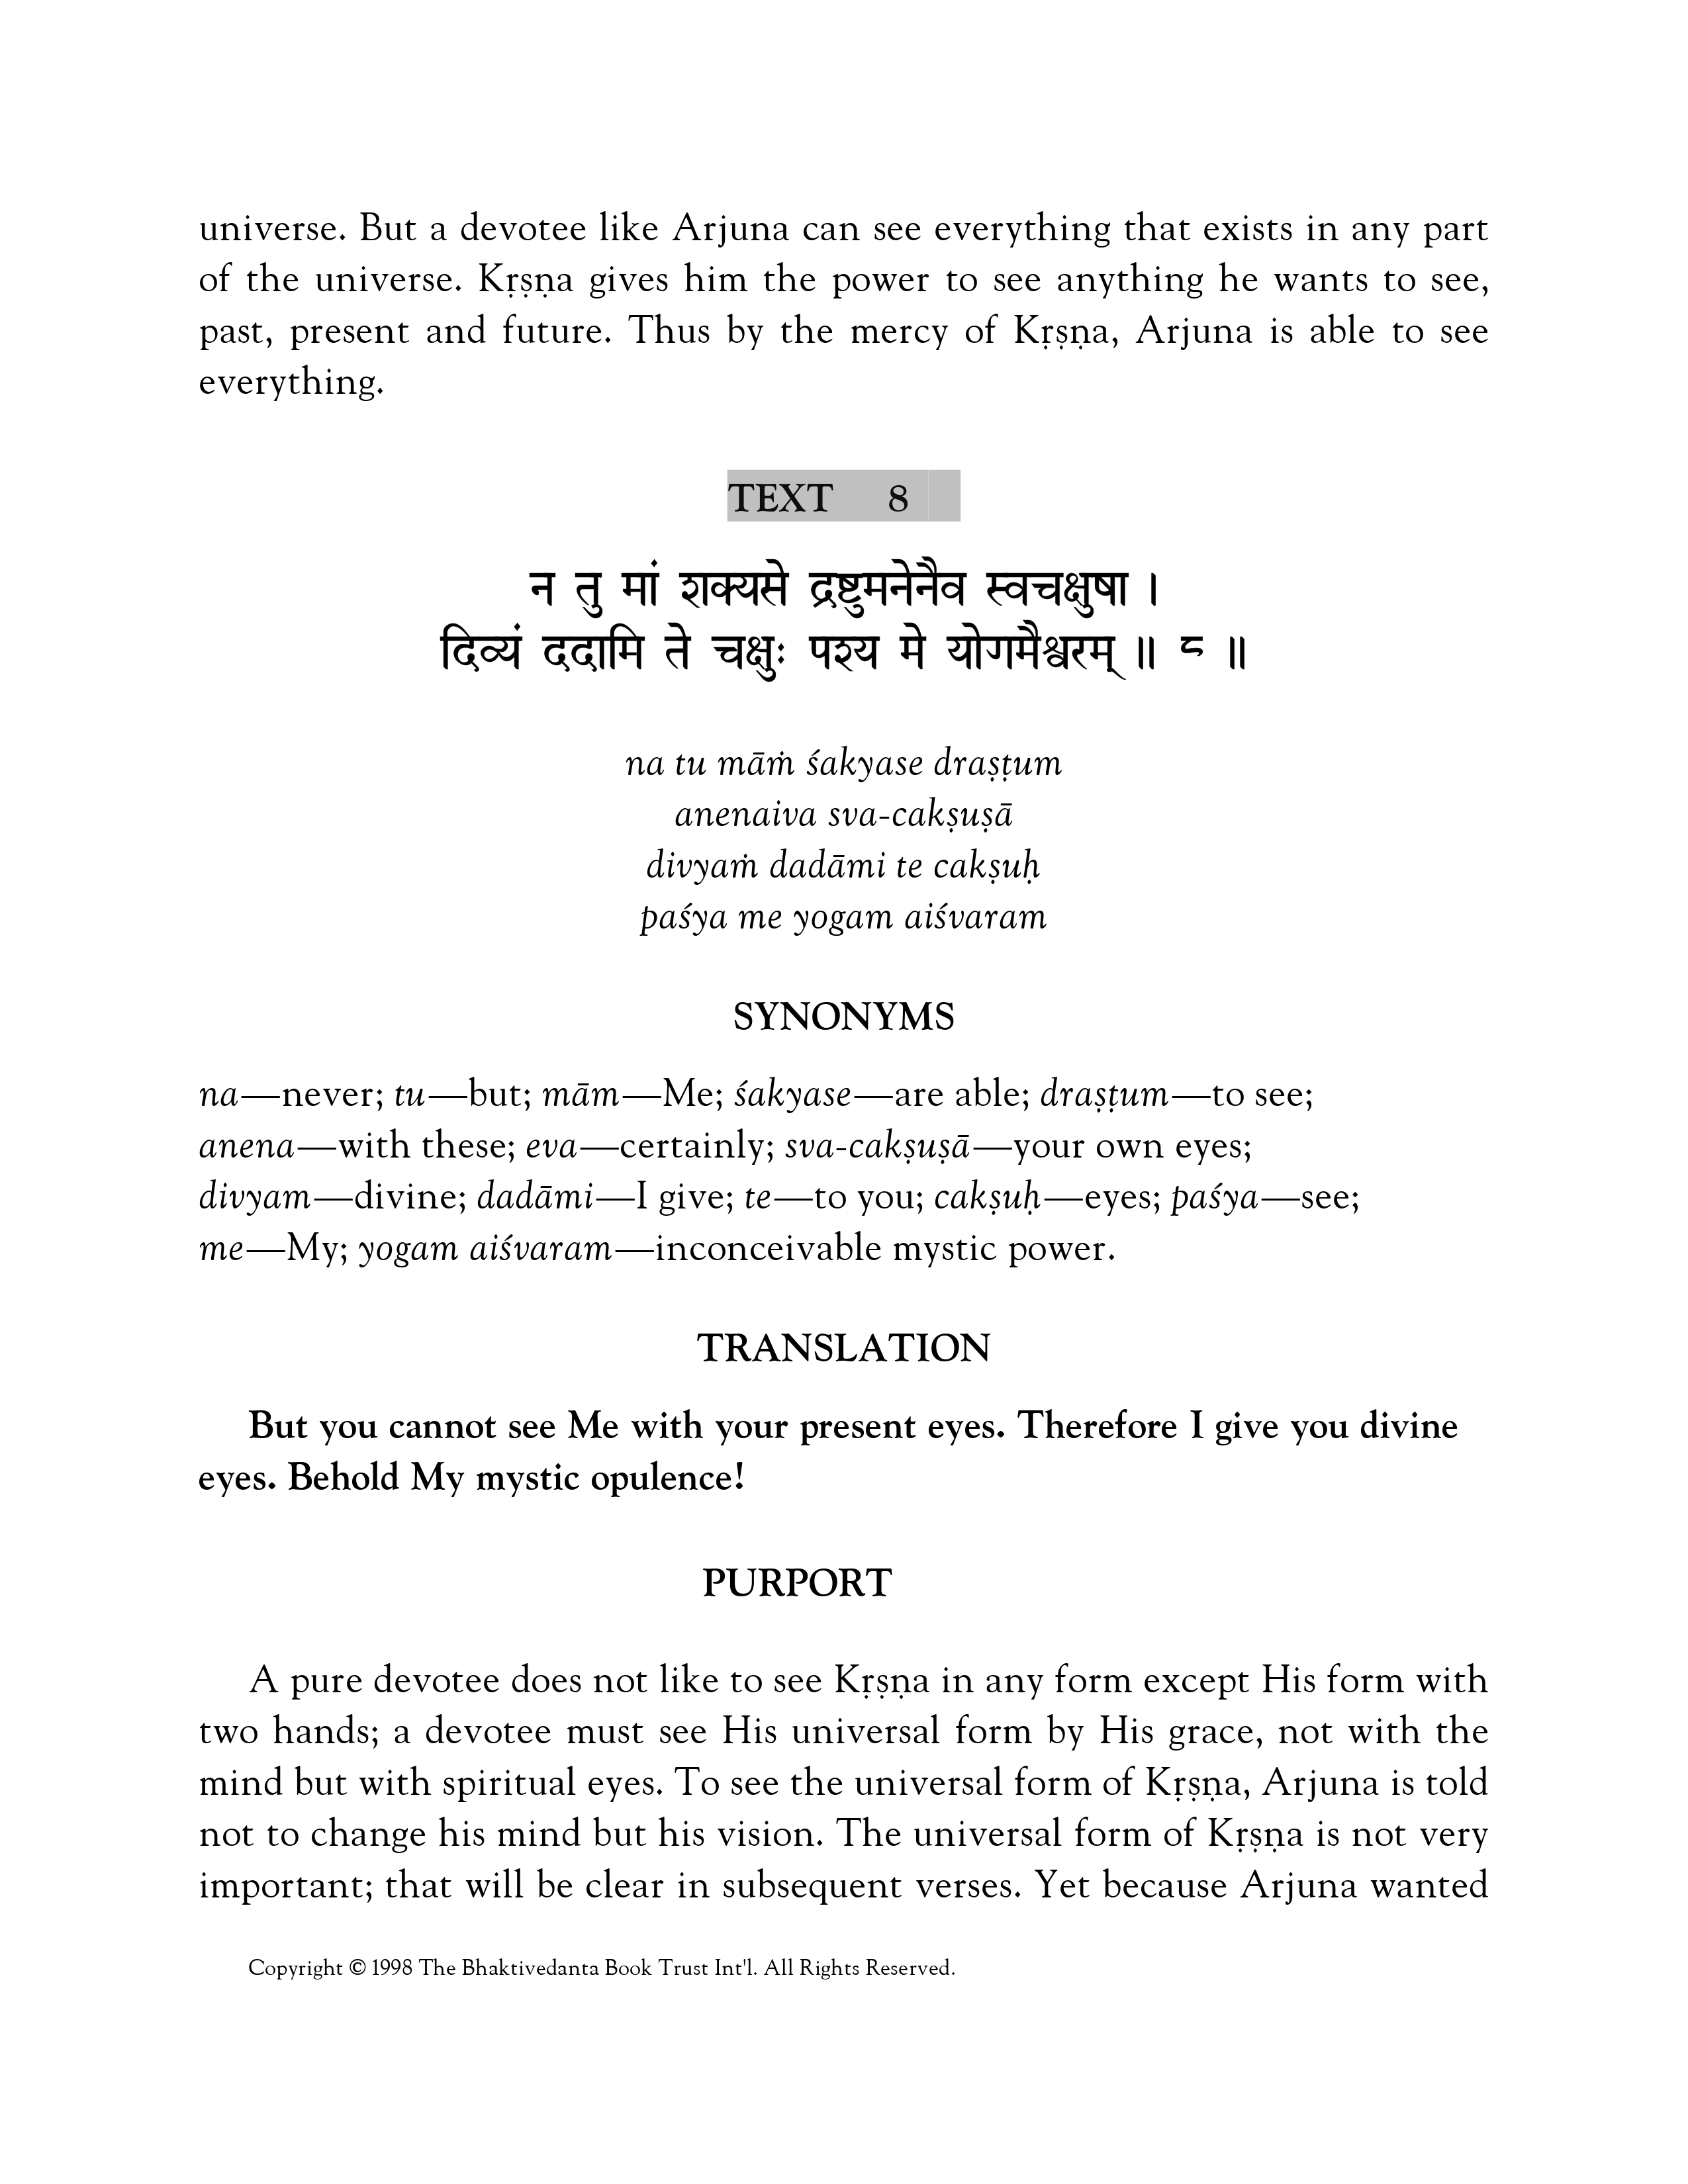 universe. But a devotee like Arjuna can see everything that exists in any part
of the universe. Kṛṣṇa gives him the power to see anything he wants to see,
past, present and future. Thus by the mercy of Kṛṣṇa, Arjuna is able to see
everything.
TEXT 8
न तु मां शक्यसे द्रष्टुमनेनैव स्वचक्षुषा ।
दिव्यं ददामि ते चक्षुः पश्य मे योगमैश्वरम् ॥ ८ ॥
na tu māṁ śakyase draṣṭum
anenaiva sva-cakṣuṣā
divyaṁ dadāmi te cakṣuḥ
paśya me yogam aiśvaram
SYNONYMS
na—never; tu—but; mām—Me; śakyase—are able; draṣṭum—to see;
anena—with these; eva—certainly; sva-cakṣuṣā—your own eyes;
divyam—divine; dadāmi—I give; te—to you; cakṣuḥ—eyes; paśya—see;
me—My; yogam aiśvaram—inconceivable mystic power.
TRANSLATION
But you cannot see Me with your present eyes. Therefore I give you divine
eyes. Behold My mystic opulence!
PURPORT
A pure devotee does not like to see Kṛṣṇa in any form except His form with
two hands; a devotee must see His universal form by His grace, not with the
mind but with spiritual eyes. To see the universal form of Kṛṣṇa, Arjuna is told
not to change his mind but his vision. The universal form of Kṛṣṇa is not very
important; that will be clear in subsequent verses. Yet because Arjuna wanted
Copyright © 1998 The Bhaktivedanta Book Trust Int'l. All Rights Reserved.